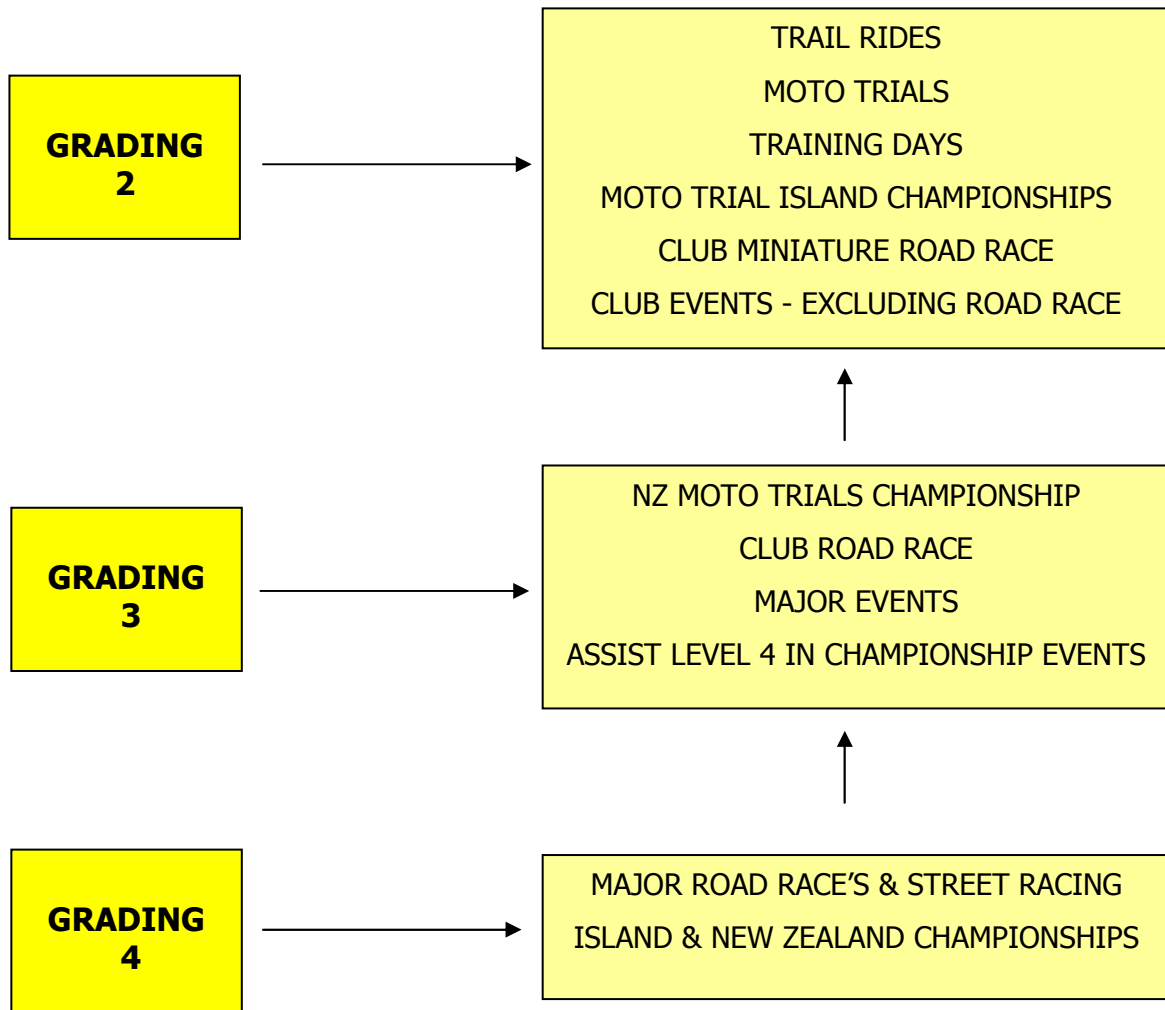 GRADING
2
TRAIL RIDES
MOTO TRIALS
TRAINING DAYS
MOTO TRIAL ISLAND CHAMPIONSHIPS
CLUB MINIATURE ROAD RACE
CLUB EVENTS - EXCLUDING ROAD RACE
GRADING
3
NZ MOTO TRIALS CHAMPIONSHIP
CLUB ROAD RACE
MAJOR EVENTS
ASSIST LEVEL 4 IN CHAMPIONSHIP EVENTS
GRADING
4
MAJOR ROAD RACE'S & STREET RACING
ISLAND & NEW ZEALAND CHAMPIONSHIPS